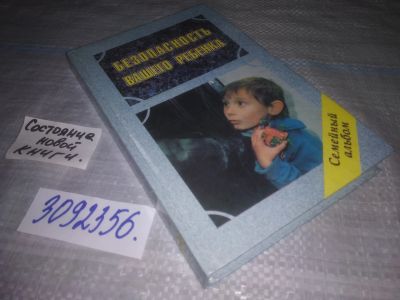 БЕЗОПАСНОСТЬ
ВАШЕГО РЕБЕНКА
Семейный
альбом
Состояние
новой
книги.
3092356.